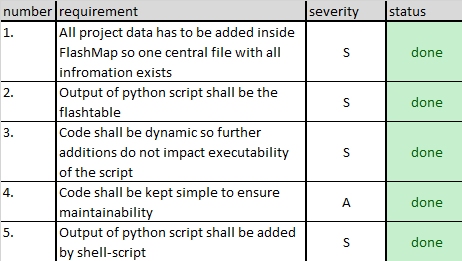 number requirement severity status
1. All project data has to be added inside
FlashMap so one central file with all S done
infromation exists
2. Output of python script shall be the
flashtable S done
3. Code shall be dynamic so further
additions do not impact executability S done
of the script
4. Code shall be kept simple to ensure
maintainability A done
5. Output of python script shall be added
by shell-script S done